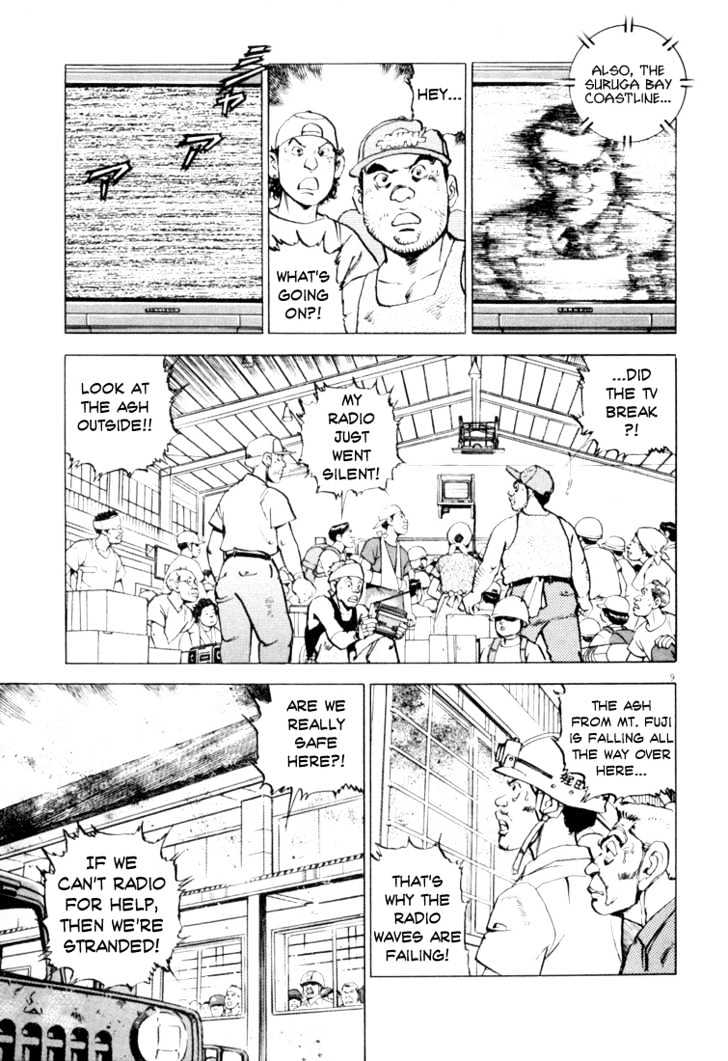 ALSO, THE
SURUGA BAY
COASTLINE...
HEY...
WHAT'S
GOING
ON?!
...DID
THE TV
BREAK
?!
MY
RADIO
JUST
WENT
SILENT!
LOOK AT
THE ASH
OUTSIDE!!
9
THE ASH
FROM MT. FUJI
IS FALLING ALL
THE WAY OVER
HERE...
THAT'S
WHY THE
RADIO
WAVES ARE
FAILING!
ARE WE
REALLY
SAFE
HERE?!
IF WE
CAN'T RADIO
FOR HELP,
THEN WE'RE
STRANDED!